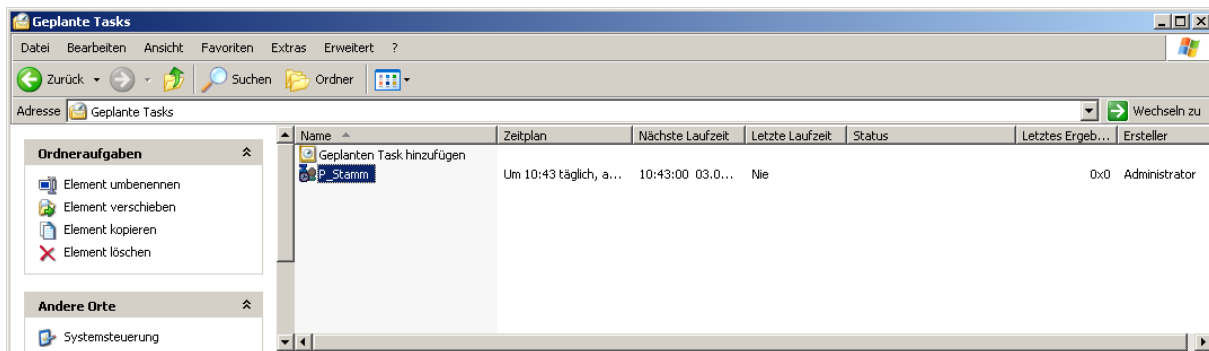 Geplante Tasks
Datei Bearbeiten Ansicht Favoriten Extras Erweitert ?
Zurück Suchen Ordner
Adresse Geplante Tasks Wechseln zu
Name Zeitplan Nächste Laufzeit Letzte Laufzeit Status Letztes Ergeb... Ersteller
Ordneraufgaben
Geplanten Task hinzufügen
P_Stamm Um 10:43 täglich, a... 10:43:00 03.0... Nie 0x0 Administrator
Element umbenennen
Element verschieben
Element kopieren
Element löschen
Andere Orte
Systemsteuerung